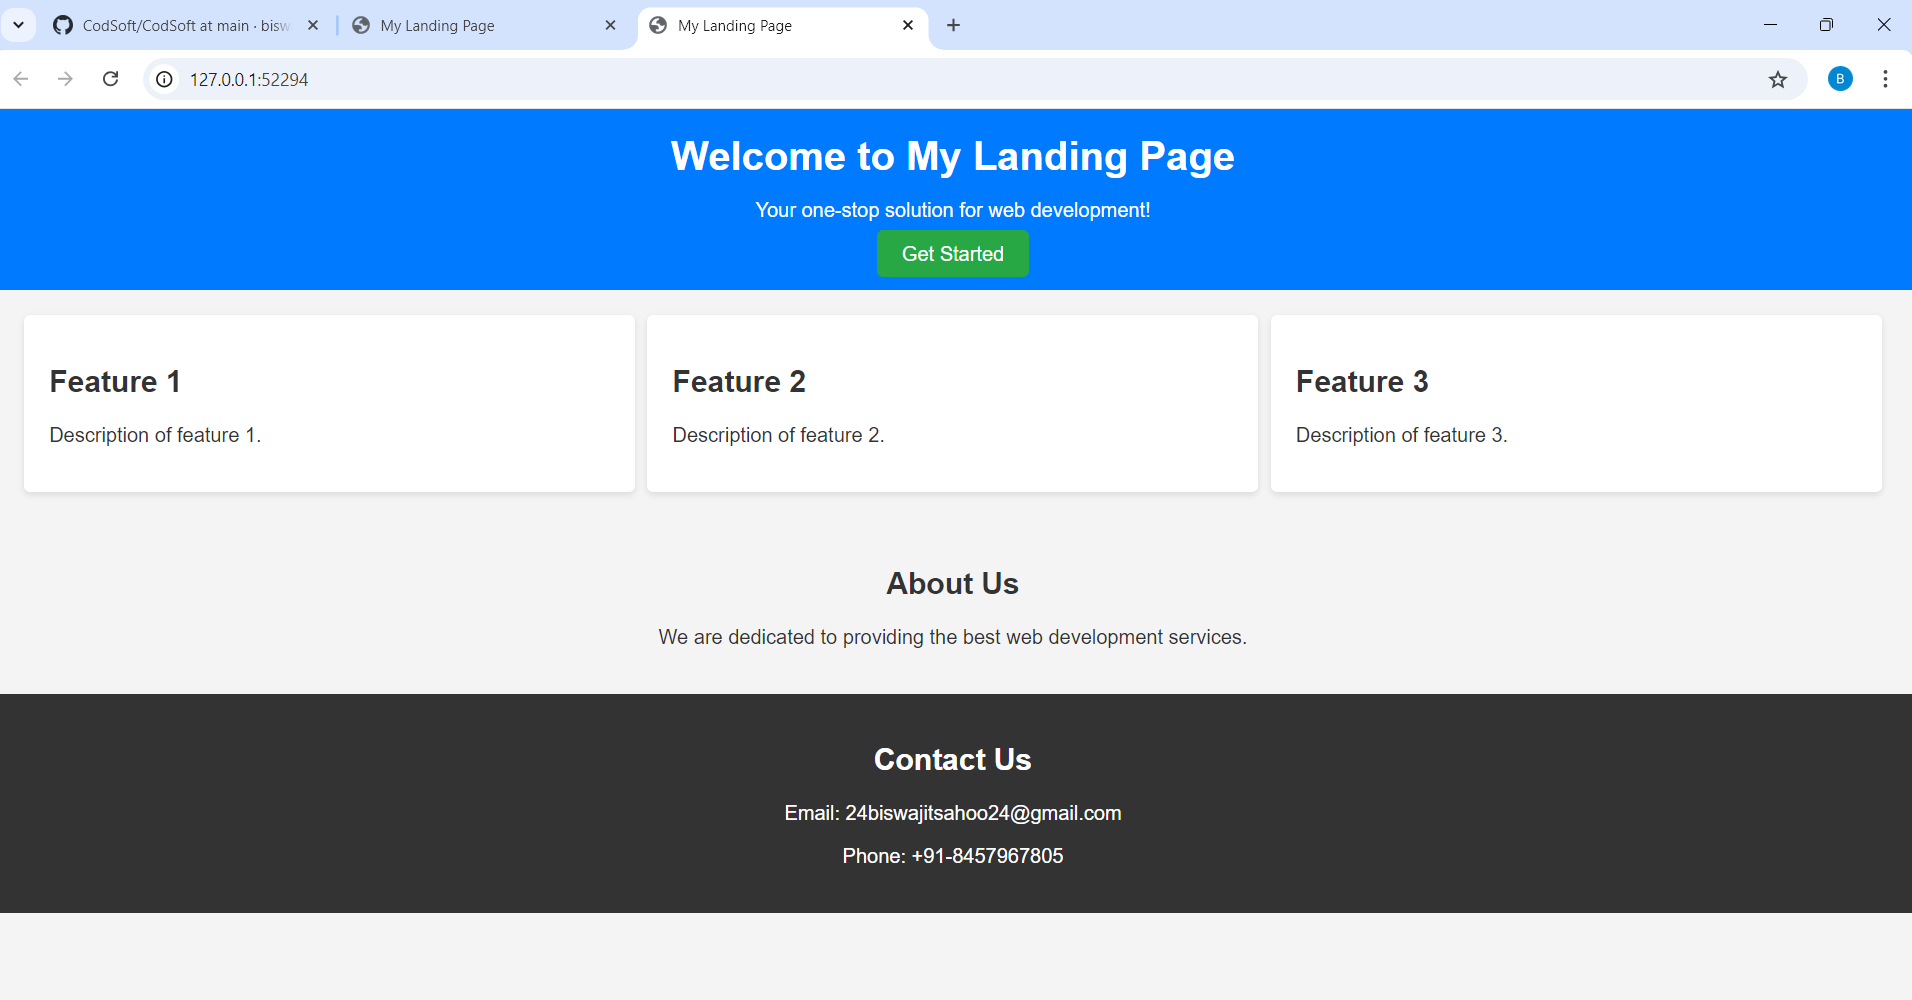 CodSoft/CodSoft at main · bisw
My Landing Page
My Landing Page
127.0.0.1:52294
B
Welcome to My Landing Page
Your one-stop solution for web development!
Get Started
Feature 1
Description of feature 1.
Feature 2
Description of feature 2.
Feature 3
Description of feature 3.
About Us
We are dedicated to providing the best web development services.
Contact Us
Email: 24biswajitsahoo24@gmail.com
Phone: +91-8457967805